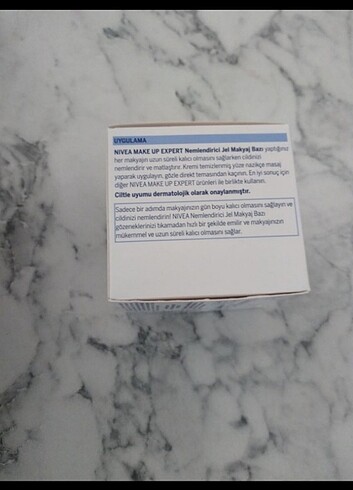 UYGULAMA
NIVEA MAKE UP EXPERT Nemlendirici Jel Makyaj Bazı yaptığınız
her makyajın uzun süreli kalıcı olmasını sağlarken cildinizi
nemlendirir ve matlaştırır. Kremi temizlenmiş yüze nazikçe masaj
yaparak uygulayın, gözle direkt temasından kaçının. En iyi sonuç için
diğer NIVEA MAKE UP EXPERT ürünleri ile birlikte kullanın.
Ciltle uyumu dermatolojik olarak onaylanmıştır.
Sadece bir adımda makyajınızın gün boyu kalıcı olmasını sağlayın ve
cildinizi nemlendirin! NIVEA Nemlendirici Jel Makyaj Bazı
gözeneklerinizi tıkamadan hızlı bir şekilde emilir ve makyajınızın
mükemmel ve uzun süreli kalıcı olmasını sağlar.